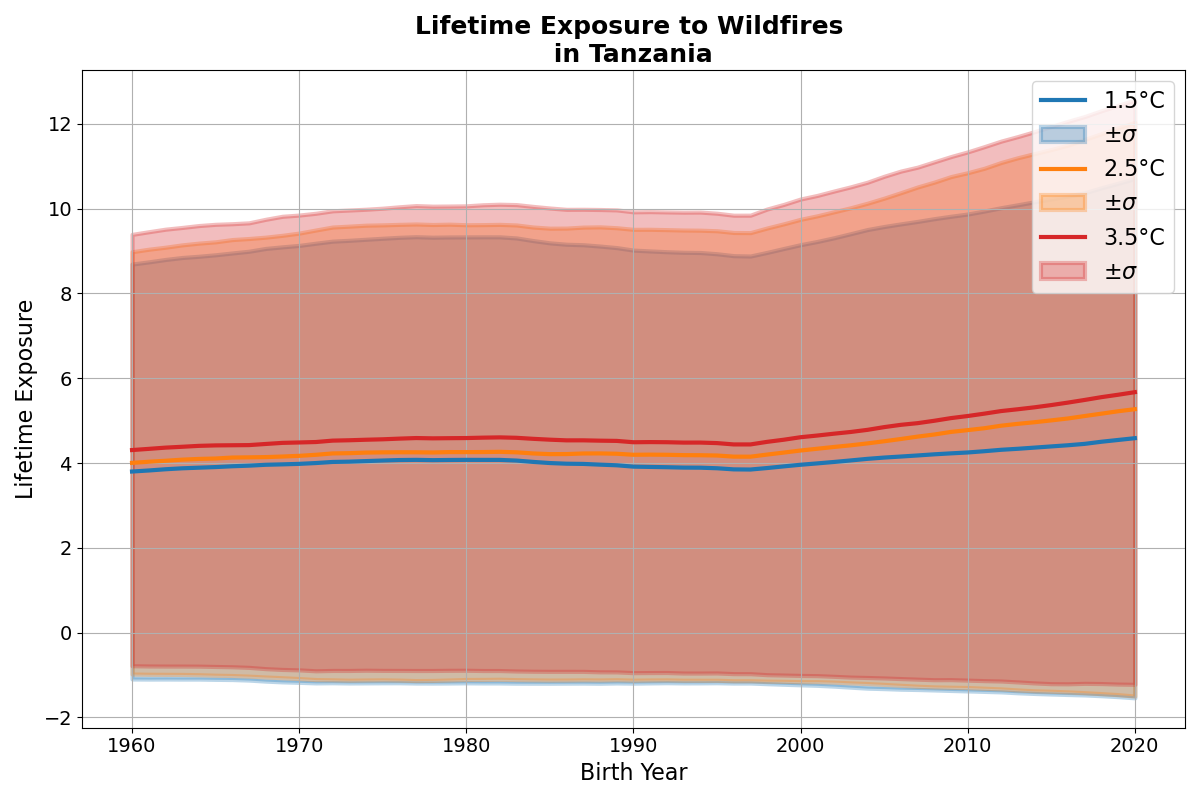 Lifetime Exposure to Wildfires
in Tanzania
12
10
8
6
4
2
0
−2
Lifetime Exposure
1.5°C
±σ
2.5°C
±σ
3.5°C
±σ
1960 1970 1980 1990 2000 2010 2020
Birth Year